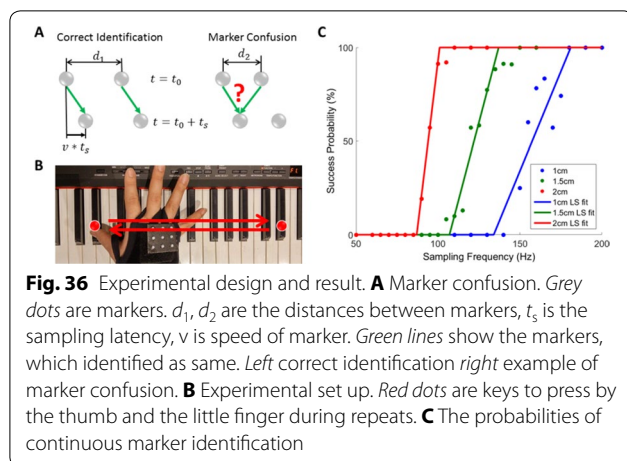 A
Correct Identification
Marker Confusion
d₁
d₂
t = t₀
?
t = t₀ + tₛ
v * tₛ
B
C
Success Probability (%)
100
50
0
50
100
150
200
Sampling Frequency (Hz)
1cm
1.5cm
2cm
1cm LS fit
1.5cm LS fit
2cm LS fit
Fig. 36 Experimental design and result. A Marker confusion. Grey
dots are markers. d₁, d₂ are the distances between markers, tₛ is the
sampling latency, v is speed of marker. Green lines show the markers,
which identified as same. Left correct identification right example of
marker confusion. B Experimental set up. Red dots are keys to press by
the thumb and the little finger during repeats. C The probabilities of
continuous marker identification